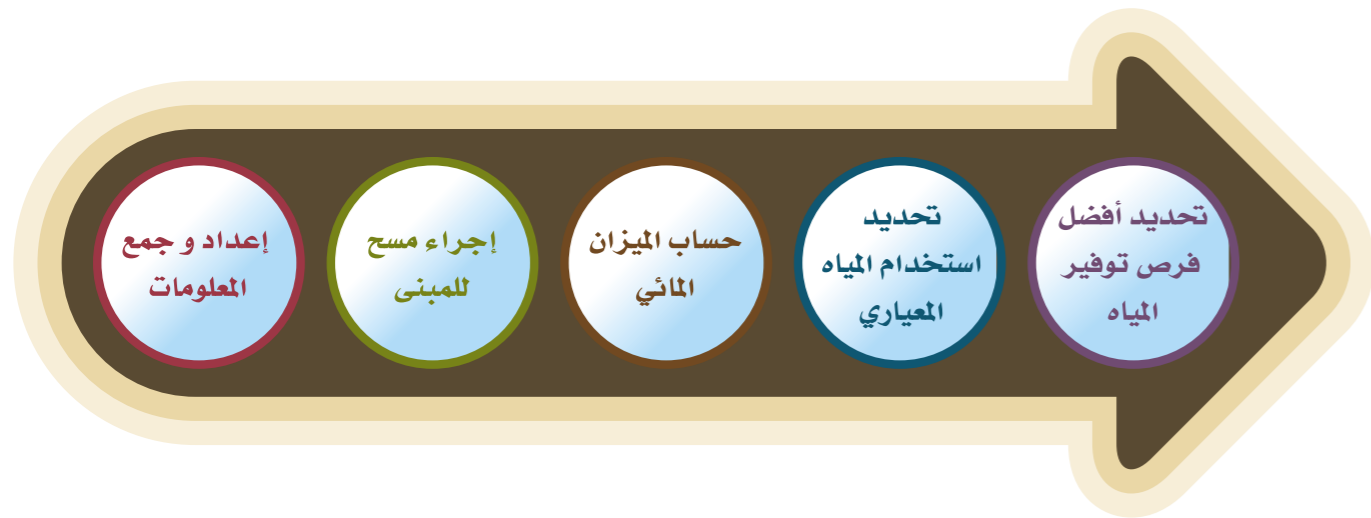 إعداد و جمع
المعلومات
إجراء مسح
للمبنى
حساب الميزان
المائي
تحديد
استخدام المياه
المعياري
تحديد أفضل
فرص توفير
المياه